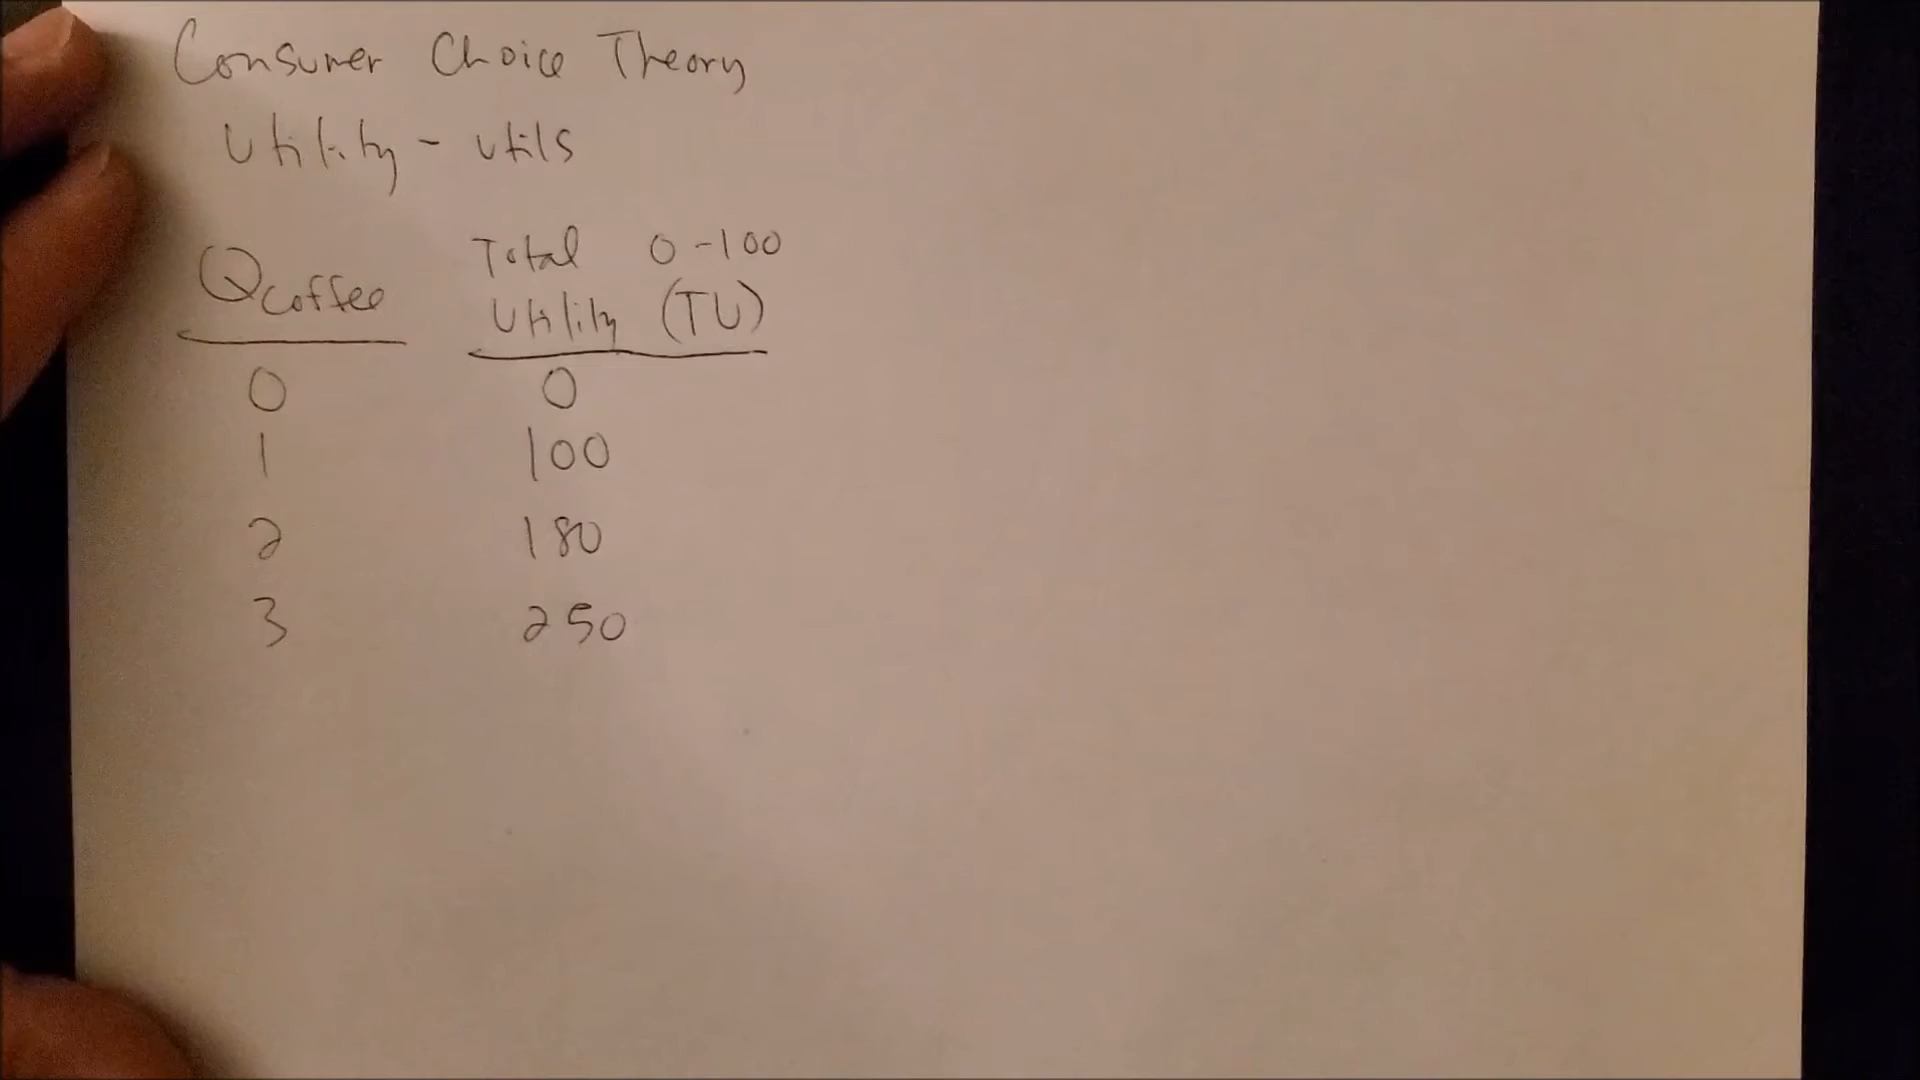 Consumer Choice Theory
Utility - utils
Qcoffee Total 0-100
Utility (TU)
0 0
1 100
2 180
3 250